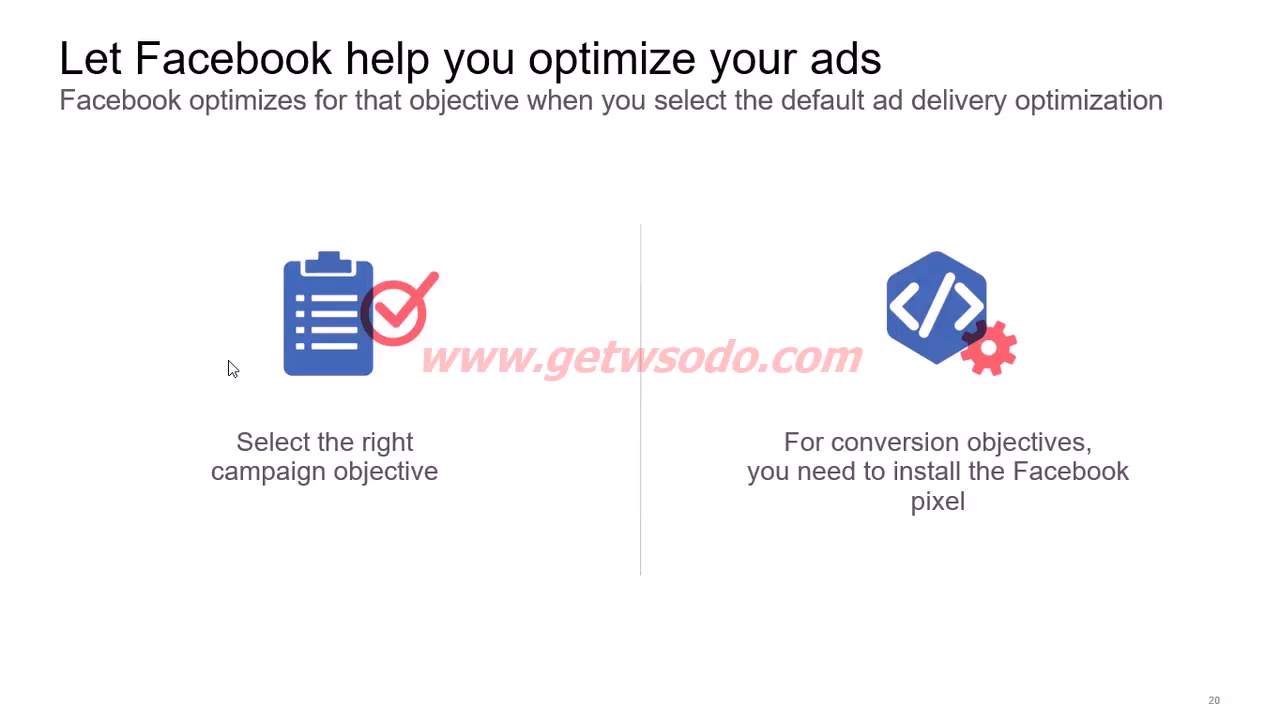 Let Facebook help you optimize your ads
Facebook optimizes for that objective when you select the default ad delivery optimization
www.getwsodo.com
Select the right
campaign objective
For conversion objectives,
you need to install the Facebook
pixel
20